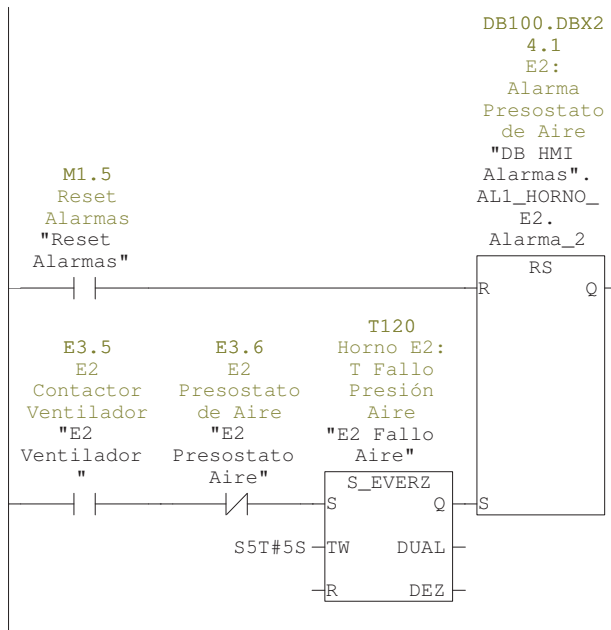 DB100.DBX2
4.1
E2:
Alarma
Presostato
de Aire
"DB HMI
Alarmas".
AL1_HORNO_
E2.
Alarma_2
M1.5
Reset
Alarmas
"Reset
Alarmas"
RS
R
Q
E3.5
E2
Contactor
Ventilador
"E2
Ventilador
"
E3.6
E2
Presostato
de Aire
"E2
Presostato
Aire"
T120
Horno E2:
T Fallo
Presión
Aire
"E2 Fallo
Aire"
S_EVERZ
S
Q
S
S5T#5S
TW
DUAL
R
DEZ